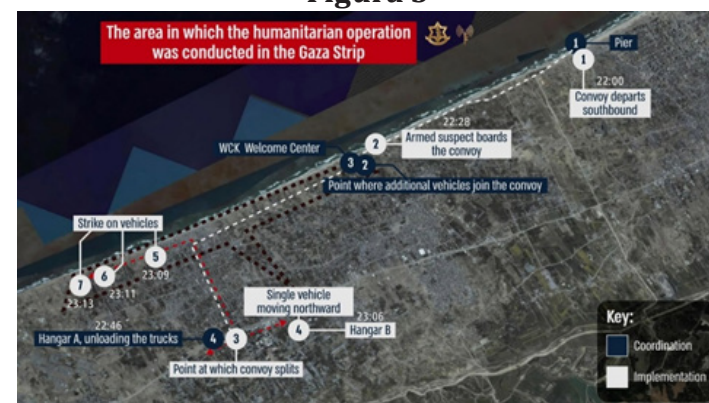 The area in which the humanitarian operation
was conducted in the Gaza Strip
1
Pier
1
22:00
Convoy departs
southbound
22:28
2
Armed suspect boards
the convoy
WCK Welcome Center
3
2
Point where additional vehicles join the convoy
Strike on vehicles
5
23:09
6
23:11
7
23:13
Single vehicle
moving northward
23:06
4
Hangar B
22:46
Hangar A, unloading the trucks
4
3
Point at which convoy splits
Key:
Coordination
Implementation